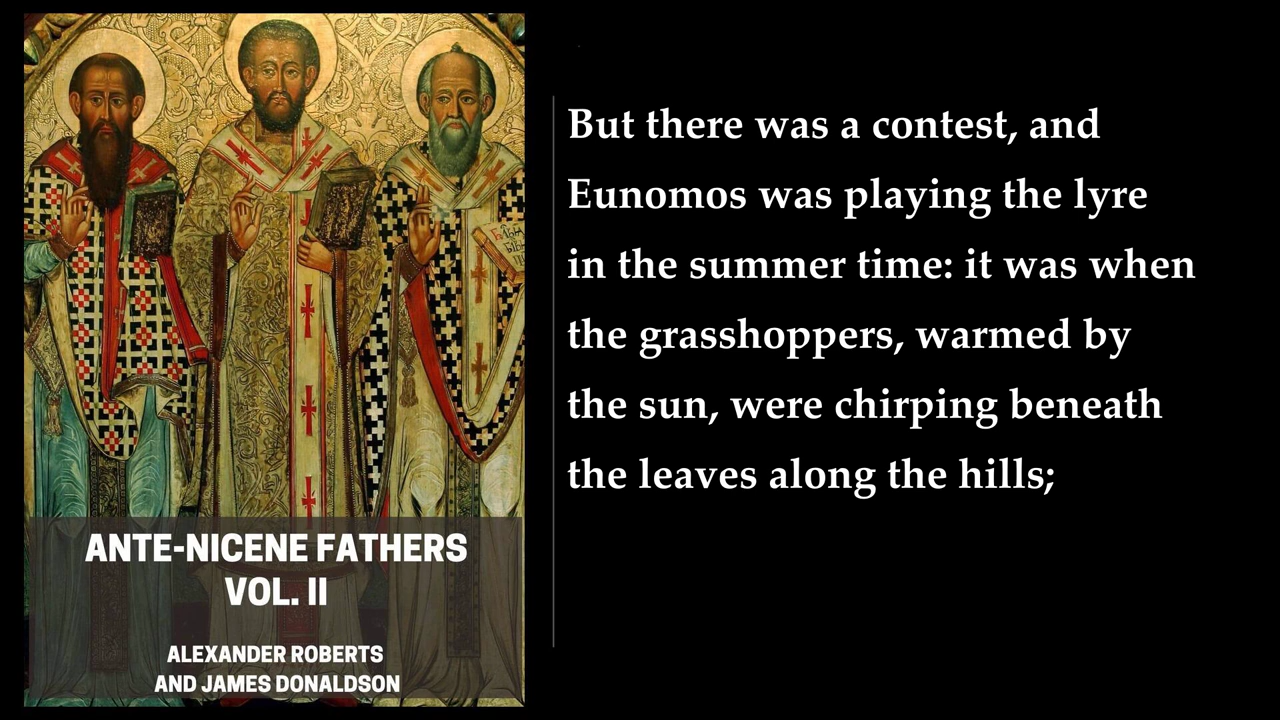 But there was a contest, and
Eunomos was playing the lyre
in the summer time: it was when
the grasshoppers, warmed by
the sun, were chirping beneath
the leaves along the hills;
ANTE-NICENE FATHERS
VOL. II
ALEXANDER ROBERTS
AND JAMES DONALDSON